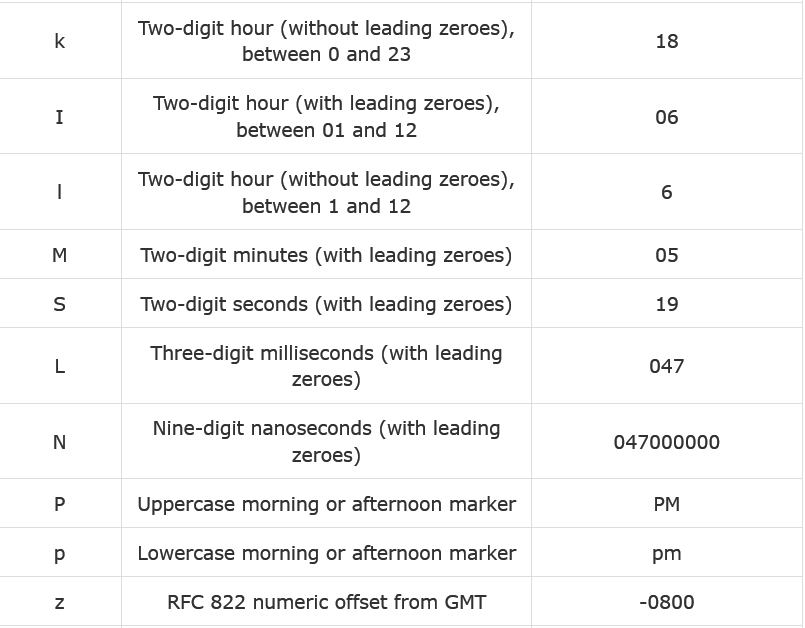 k
Two-digit hour (without leading zeroes),
between 0 and 23
18
I
Two-digit hour (with leading zeroes),
between 01 and 12
06
l
Two-digit hour (without leading zeroes),
between 1 and 12
6
M
Two-digit minutes (with leading zeroes)
05
S
Two-digit seconds (with leading zeroes)
19
L
Three-digit milliseconds (with leading
zeroes)
047
N
Nine-digit nanoseconds (with leading
zeroes)
047000000
P
Uppercase morning or afternoon marker
PM
p
Lowercase morning or afternoon marker
pm
z
RFC 822 numeric offset from GMT
-0800